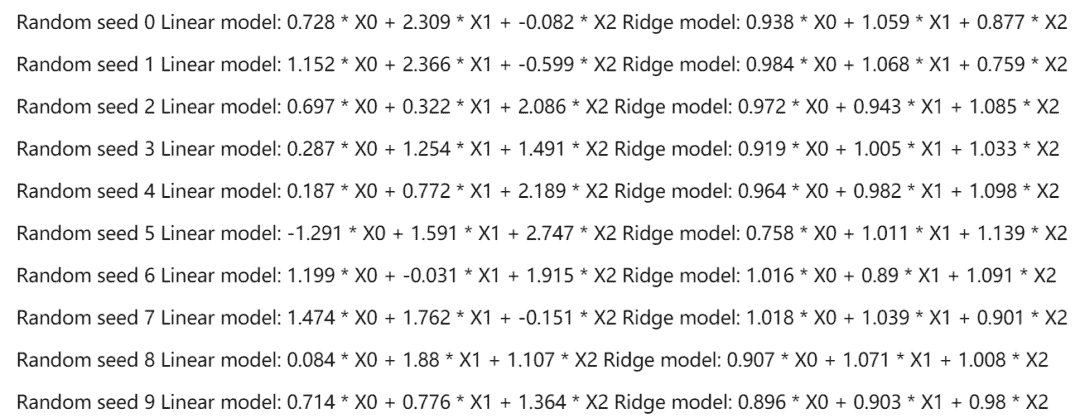 Random seed 0 Linear model: 0.728 * X0 + 2.309 * X1 + -0.082 * X2 Ridge model: 0.938 * X0 + 1.059 * X1 + 0.877 * X2
Random seed 1 Linear model: 1.152 * X0 + 2.366 * X1 + -0.599 * X2 Ridge model: 0.984 * X0 + 1.068 * X1 + 0.759 * X2
Random seed 2 Linear model: 0.697 * X0 + 0.322 * X1 + 2.086 * X2 Ridge model: 0.972 * X0 + 0.943 * X1 + 1.085 * X2
Random seed 3 Linear model: 0.287 * X0 + 1.254 * X1 + 1.491 * X2 Ridge model: 0.919 * X0 + 1.005 * X1 + 1.033 * X2
Random seed 4 Linear model: 0.187 * X0 + 0.772 * X1 + 2.189 * X2 Ridge model: 0.964 * X0 + 0.982 * X1 + 1.098 * X2
Random seed 5 Linear model: -1.291 * X0 + 1.591 * X1 + 2.747 * X2 Ridge model: 0.758 * X0 + 1.011 * X1 + 1.139 * X2
Random seed 6 Linear model: 1.199 * X0 + -0.031 * X1 + 1.915 * X2 Ridge model: 1.016 * X0 + 0.89 * X1 + 1.091 * X2
Random seed 7 Linear model: 1.474 * X0 + 1.762 * X1 + -0.151 * X2 Ridge model: 1.018 * X0 + 1.039 * X1 + 0.901 * X2
Random seed 8 Linear model: 0.084 * X0 + 1.88 * X1 + 1.107 * X2 Ridge model: 0.907 * X0 + 1.071 * X1 + 1.008 * X2
Random seed 9 Linear model: 0.714 * X0 + 0.776 * X1 + 1.364 * X2 Ridge model: 0.896 * X0 + 0.903 * X1 + 0.98 * X2